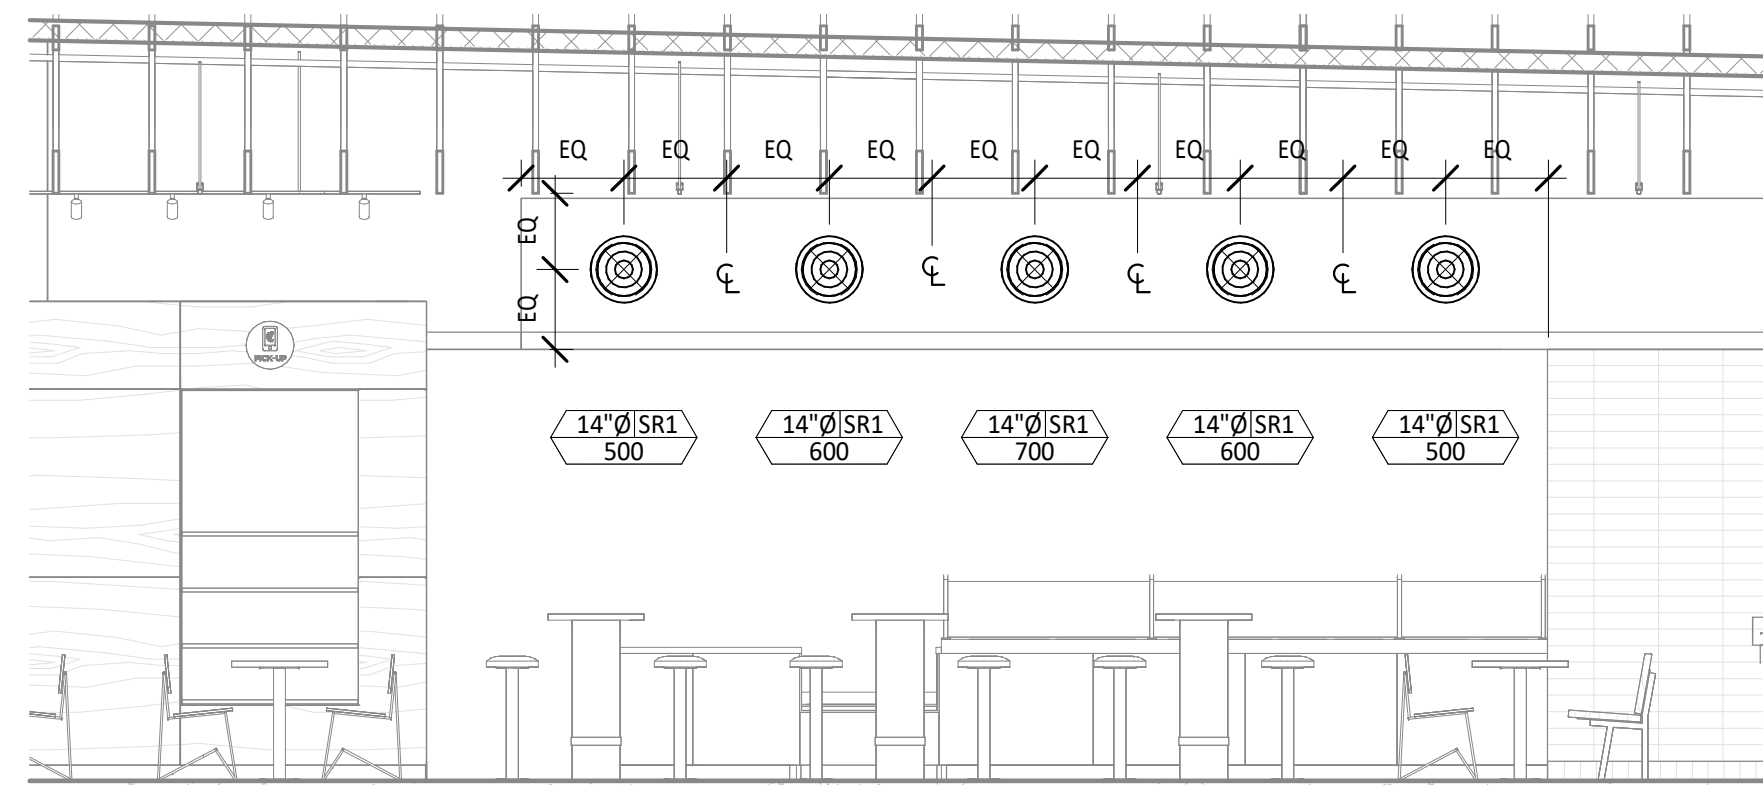 EQ EQ EQ EQ EQ EQ EQ EQ EQ EQ
EQ
℄ ℄ ℄ ℄
EQ
PICK-UP
14"Ø SR1 14"Ø SR1 14"Ø SR1 14"Ø SR1 14"Ø SR1
500 600 700 600 500